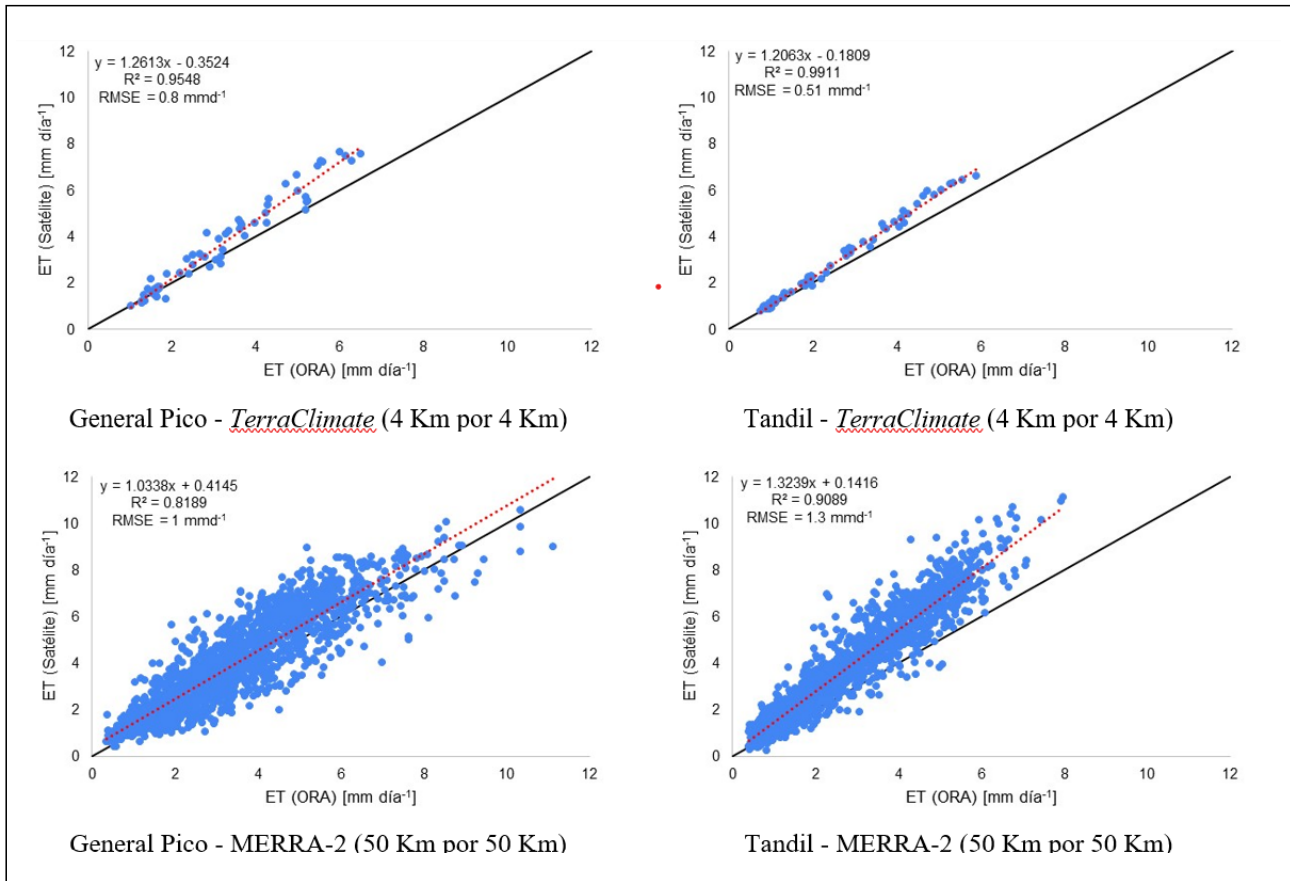 y = 1.2613x - 0.3524
R² = 0.9548
RMSE = 0.8 mmd⁻¹
ET (Satélite) [mm día⁻¹]
12
10
8
6
4
2
0
0 2 4 6 8 10 12
ET (ORA) [mm día⁻¹]
General Pico - TerraClimate (4 Km por 4 Km)
y = 1.2063x - 0.1809
R² = 0.9911
RMSE = 0.51 mmd⁻¹
ET (Satélite) [mm día⁻¹]
12
10
8
6
4
2
0
0 2 4 6 8 10 12
ET (ORA) [mm día⁻¹]
Tandil - TerraClimate (4 Km por 4 Km)
y = 1.0338x + 0.4145
R² = 0.8189
RMSE = 1 mmd⁻¹
ET (Satélite) [mm día⁻¹]
12
10
8
6
4
2
0
0 2 4 6 8 10 12
ET (ORA) [mm día⁻¹]
General Pico - MERRA-2 (50 Km por 50 Km)
y = 1.3239x + 0.1416
R² = 0.9089
RMSE = 1.3 mmd⁻¹
ET (Satélite) [mm día⁻¹]
12
10
8
6
4
2
0
0 2 4 6 8 10 12
ET (ORA) [mm día⁻¹]
Tandil - MERRA-2 (50 Km por 50 Km)